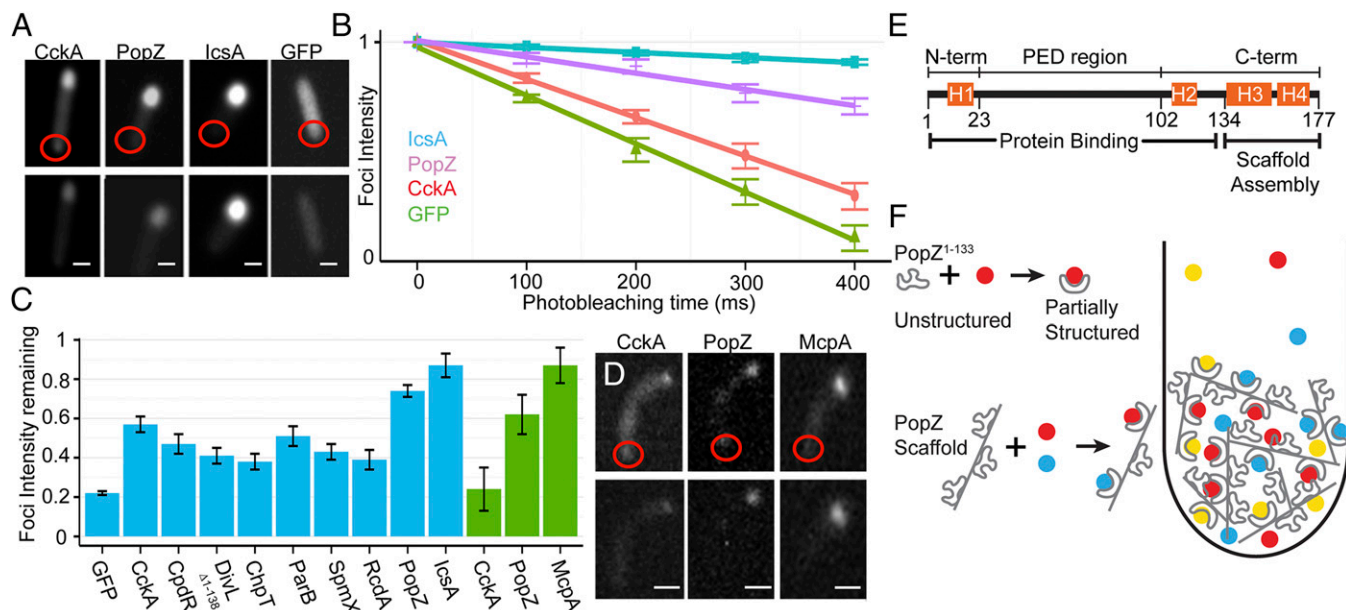 A
CckA PopZ IcsA GFP
B
1
Foci Intensity
0
IcsA
PopZ
CckA
GFP
0 100 200 300 400
Photobleaching time (ms)
C
Foci Intensity remaining
1
0.8
0.6
0.4
0.2
0
GFP
CckA
CpdR
DivL
Δ1-138
ChpT
ParB
SpmX
RcdA
PopZ
IcsA
CckA
PopZ
McpA
D
CckA PopZ McpA
E
N-term PED region C-term
H1 H2 H3 H4
1 23 102 134 177
Protein Binding
Scaffold
Assembly
F
PopZ1-133
+
Unstructured
Partially
Structured
PopZ
Scaffold
+